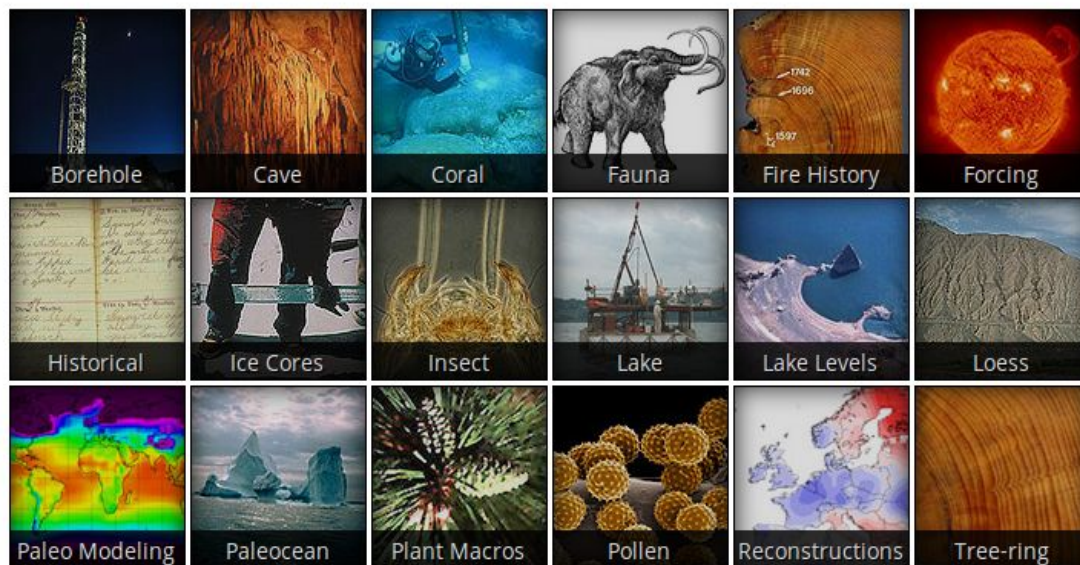 Borehole
Cave
Coral
Fauna
1742
1696
1597
Fire History
Forcing
Historical
Ice Cores
Insect
Lake
Lake Levels
Loess
Paleo Modeling
Paleocean
Plant Macros
Pollen
Reconstructions
Tree-ring